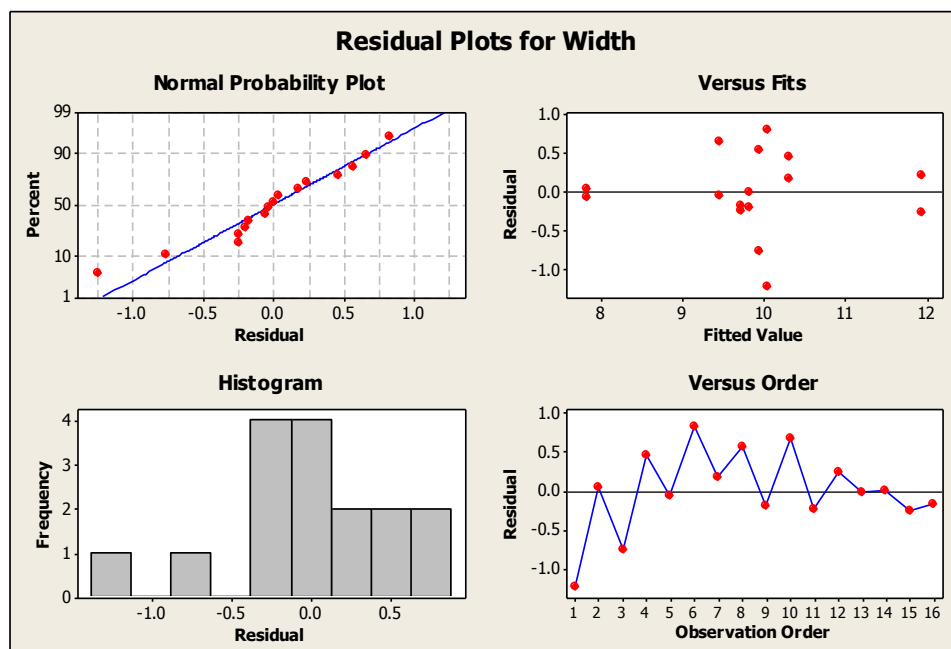 Residual Plots for Width
Normal Probability Plot
Percent
99
90
50
10
1
-1.0 -0.5 0.0 0.5 1.0
Residual
Versus Fits
Residual
1.0
0.5
0.0
-0.5
-1.0
8 9 10 11 12
Fitted Value
Histogram
Frequency
4
3
2
1
0
-1.0 -0.5 0.0 0.5
Residual
Versus Order
Residual
1.0
0.5
0.0
-0.5
-1.0
1 2 3 4 5 6 7 8 9 10 11 12 13 14 15 16
Observation Order